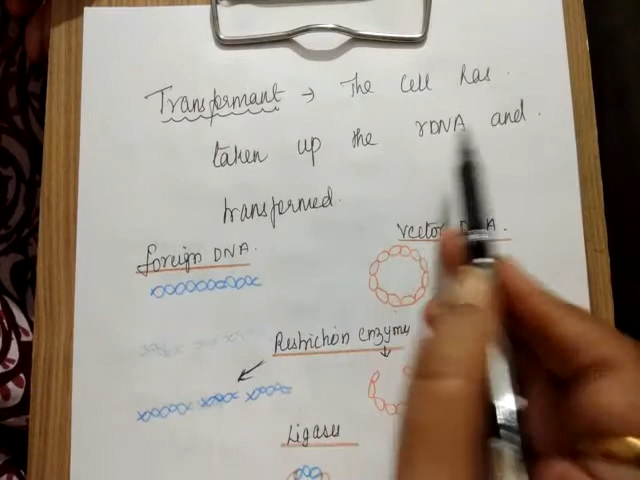 Transformant → The cell has
taken up the rDNA and
transformed.
foreign DNA.
Vector DNA.
Restriction enzyme
Ligase